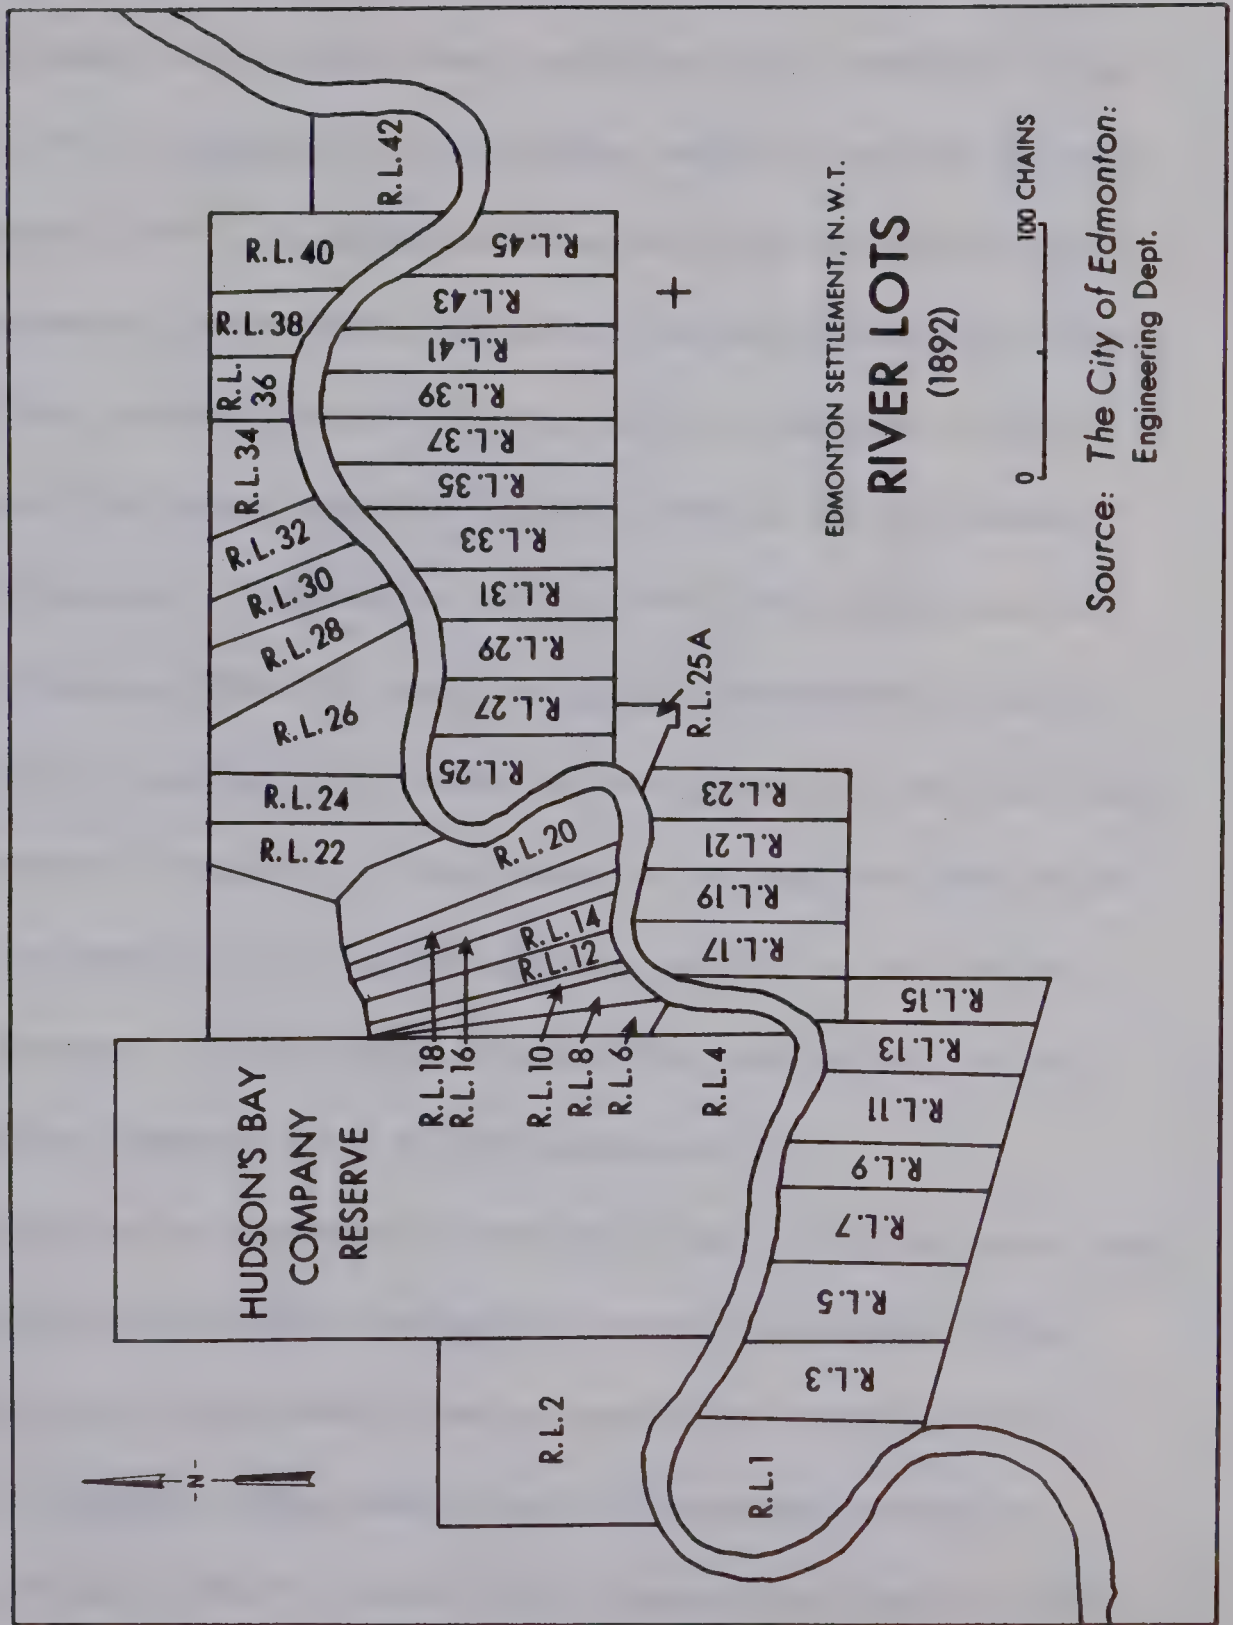 EDMONTON SETTLEMENT, N.W.T.
RIVER LOTS
(1892)
0 100 CHAINS
Source: The City of Edmonton:
Engineering Dept.
-N-
HUDSON'S BAY
COMPANY
RESERVE
R.L.1
R.L.2
R.L.3
R.L.4
R.L.5
R.L.6
R.L.7
R.L.8
R.L.9
R.L.10
R.L.11
R.L.12
R.L.13
R.L.14
R.L.15
R.L.16
R.L.17
R.L.18
R.L.19
R.L.20
R.L.21
R.L.22
R.L.23
R.L.24
R.L.25
R.L.25A
R.L.26
R.L.27
R.L.28
R.L.29
R.L.30
R.L.31
R.L.32
R.L.33
R.L.34
R.L.35
R.L.
36
R.L.37
R.L.38
R.L.39
R.L.40
R.L.41
R.L.42
R.L.43
R.L.45